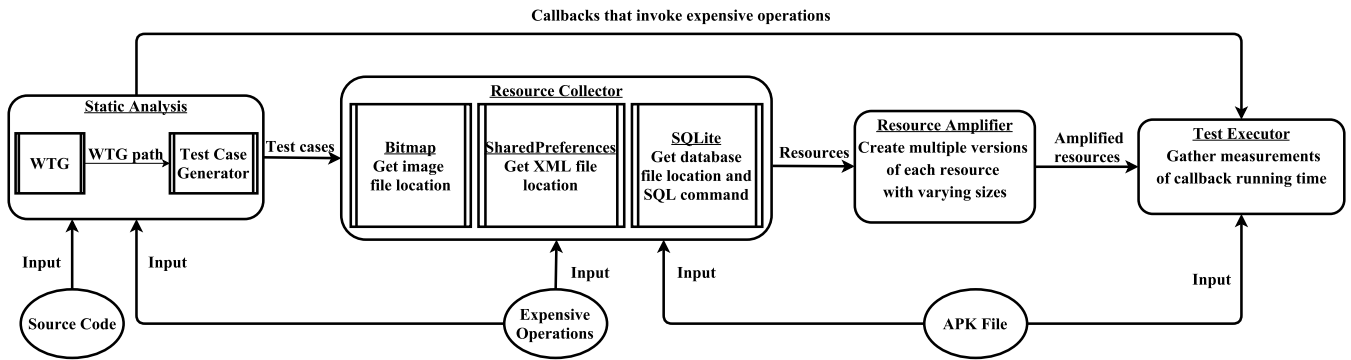 Callbacks that invoke expensive operations
Static Analysis
WTG
WTG path
Test Case
Generator
Test cases
Resource Collector
Bitmap
Get image
file location
SharedPreferences
Get XML file
location
SQLite
Get database
file location and
SQL command
Resources
Resource Amplifier
Create multiple versions
of each resource
with varying sizes
Amplified
resources
Test Executor
Gather measurements
of callback running time
Input
Input
Input
Input
Input
Source Code
Expensive
Operations
APK File